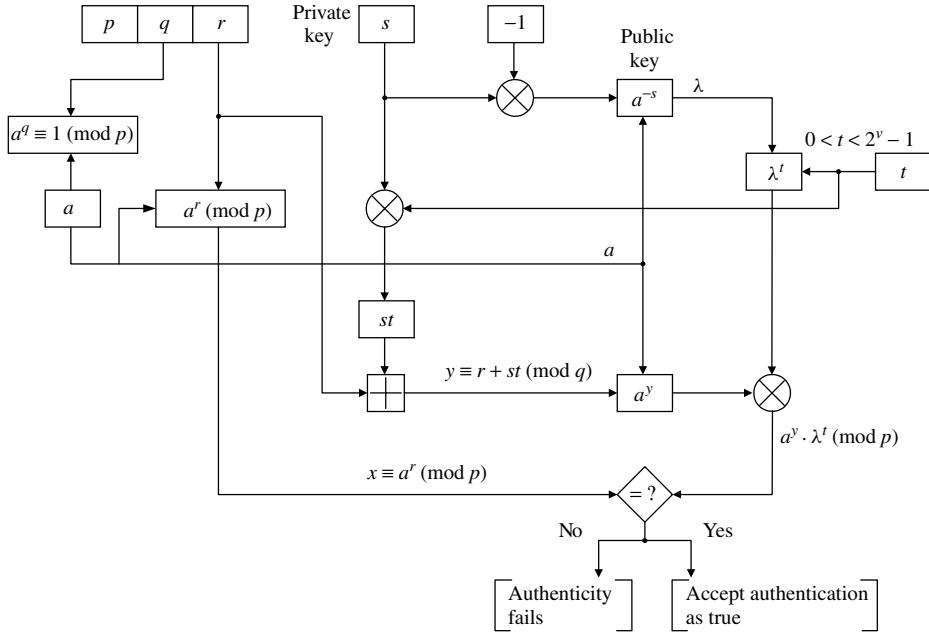 p q r
Private key
s
−1
Public key
a⁻ˢ
λ
a^q ≡ 1 (mod p)
0 < t < 2^v − 1
λ^t
t
a
a^r (mod p)
a
st
y ≡ r + st (mod q)
a^y
a^y · λ^t (mod p)
x ≡ a^r (mod p)
= ?
No
Yes
Authenticity
fails
Accept authentication
as true